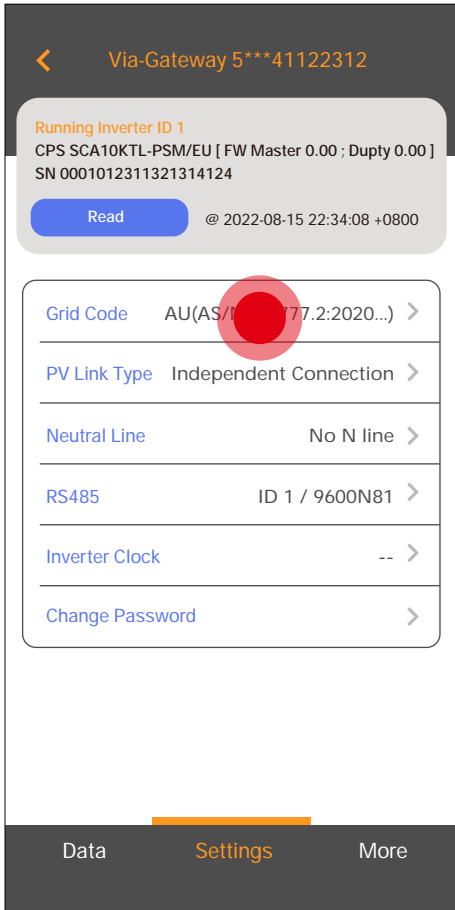 Via-Gateway 5***41122312
Running Inverter ID 1
CPS SCA10KTL-PSM/EU [ FW Master 0.00 ; Dupty 0.00 ]
SN 0001012311321314124
Read @ 2022-08-15 22:34:08 +0800
Grid Code AU(AS/ 777.2:2020...)
PV Link Type Independent Connection
Neutral Line No N line
RS485 ID 1 / 9600N81
Inverter Clock --
Change Password
Data Settings More